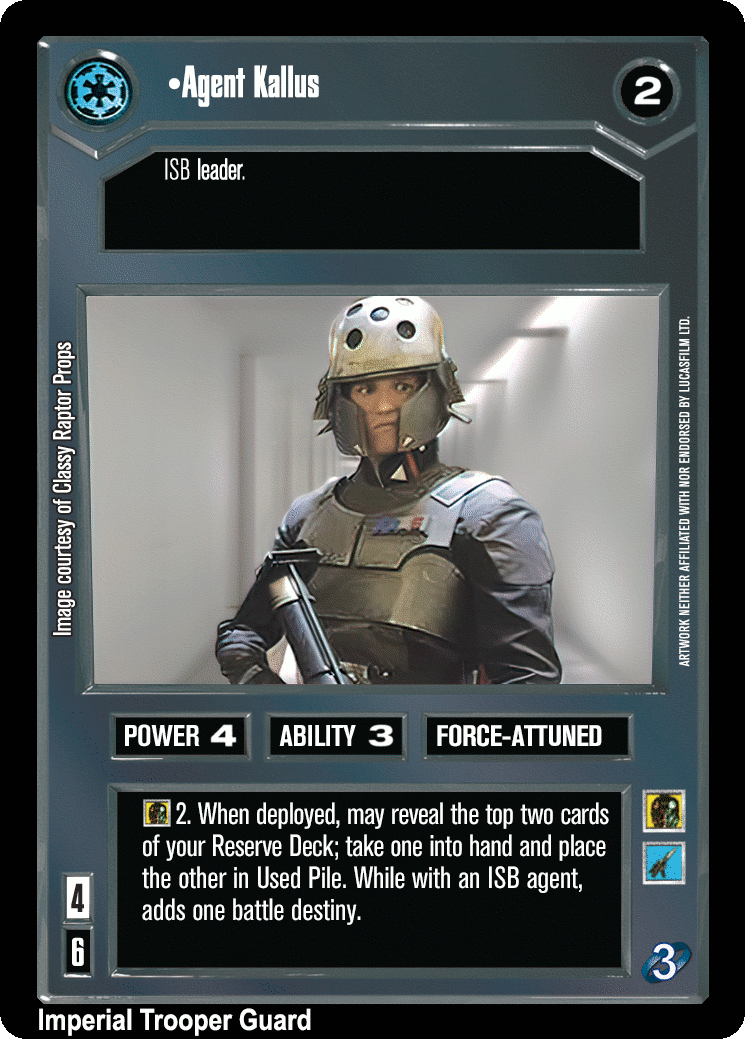 •Agent Kallus
2
ISB leader.
Image courtesy of Classy Raptor Props
ARTWORK NEITHER AFFILIATED WITH NOR ENDORSED BY LUCASFILM LTD.
POWER 4
ABILITY 3
FORCE-ATTUNED
2. When deployed, may reveal the top two cards
of your Reserve Deck; take one into hand and place
the other in Used Pile. While with an ISB agent,
adds one battle destiny.
4
6
3
Imperial Trooper Guard